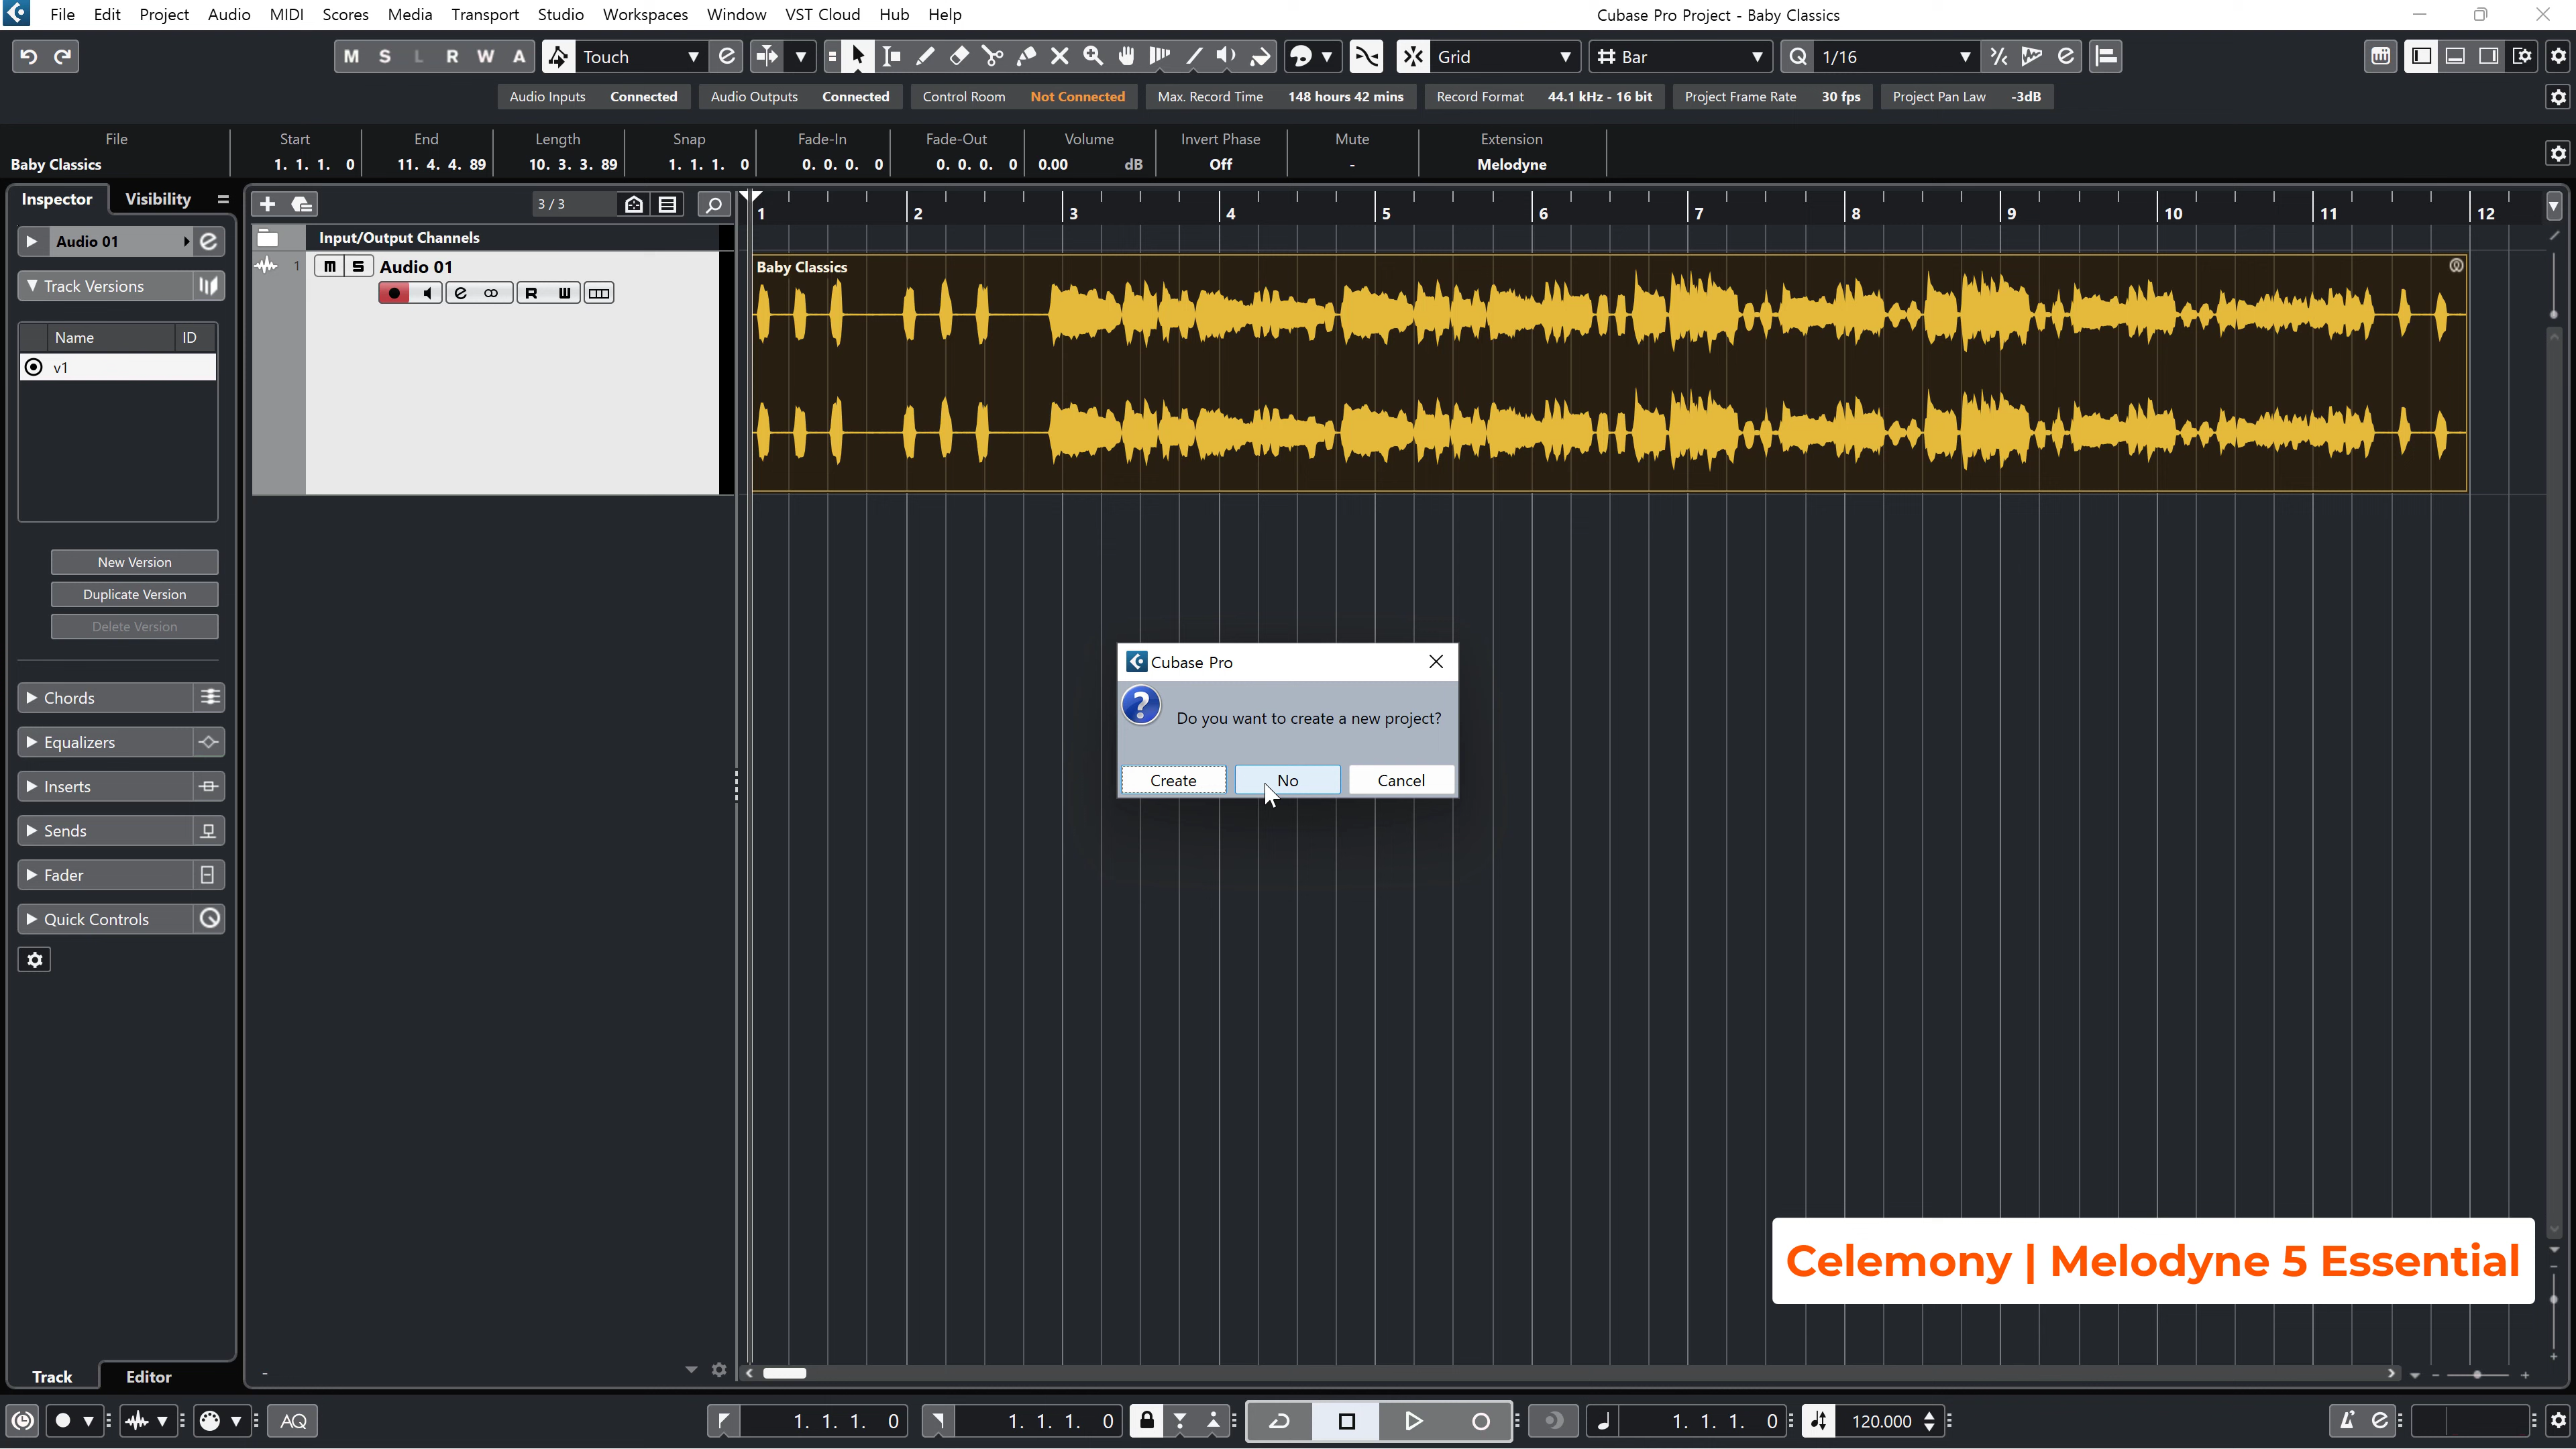 File Edit Project Audio MIDI Scores Media Transport Studio Workspaces Window VST Cloud Hub Help
Cubase Pro Project - Baby Classics
M S L R W A Touch Grid Bar Q 1/16
Audio Inputs Connected Audio Outputs Connected Control Room Not Connected Max. Record Time 148 hours 42 mins Record Format 44.1 kHz - 16 bit Project Frame Rate 30 fps Project Pan Law -3dB
File Start End Length Snap Fade-In Fade-Out Volume Invert Phase Mute Extension
Baby Classics 1. 1. 1. 0 11. 4. 4. 89 10. 3. 3. 89 1. 1. 1. 0 0. 0. 0. 0 0. 0. 0. 0 0.00 dB Off - Melodyne
Inspector Visibility
3 / 3
1 2 3 4 5 6 7 8 9 10 11 12
Audio 01
Input/Output Channels
1 M S Audio 01
R W
Baby Classics
Track Versions
Name ID
v1
New Version
Duplicate Version
Delete Version
Chords
Equalizers
Inserts
Sends
Fader
Quick Controls
Cubase Pro
Do you want to create a new project?
Create No Cancel
Celemony | Melodyne 5 Essential
Track Editor
AQ 1. 1. 1. 0 1. 1. 1. 0 1. 1. 1. 0 120.000